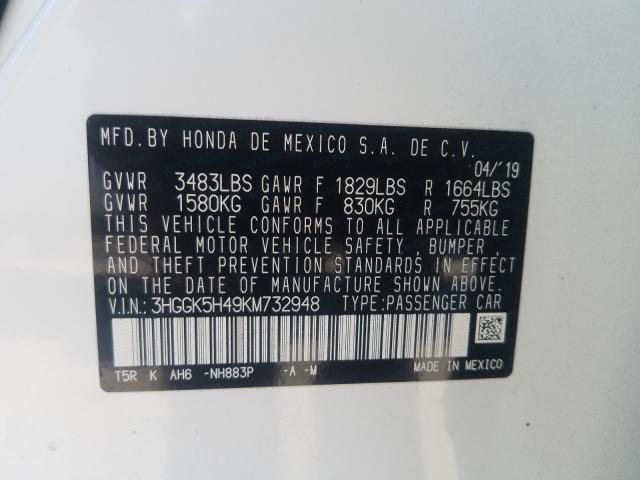 MFD.BY HONDA DE MEXICO S.A. DE C.V.
04/'19
GVWR 3483LBS GAWR F 1829LBS R 1664LBS
GVWR 1580KG GAWR F 830KG R 755KG
THIS VEHICLE CONFORMS TO ALL APPLICABLE
FEDERAL MOTOR VEHICLE SAFETY, BUMPER,
AND THEFT PREVENTION STANDARDS IN EFFECT
ON THE DATE OF MANUFACTURE SHOWN ABOVE.
V.I.N.: 3HGGK5H49KM732948 TYPE:PASSENGER CAR
T5R K AH6 -NH883P -A -M MADE IN MEXICO